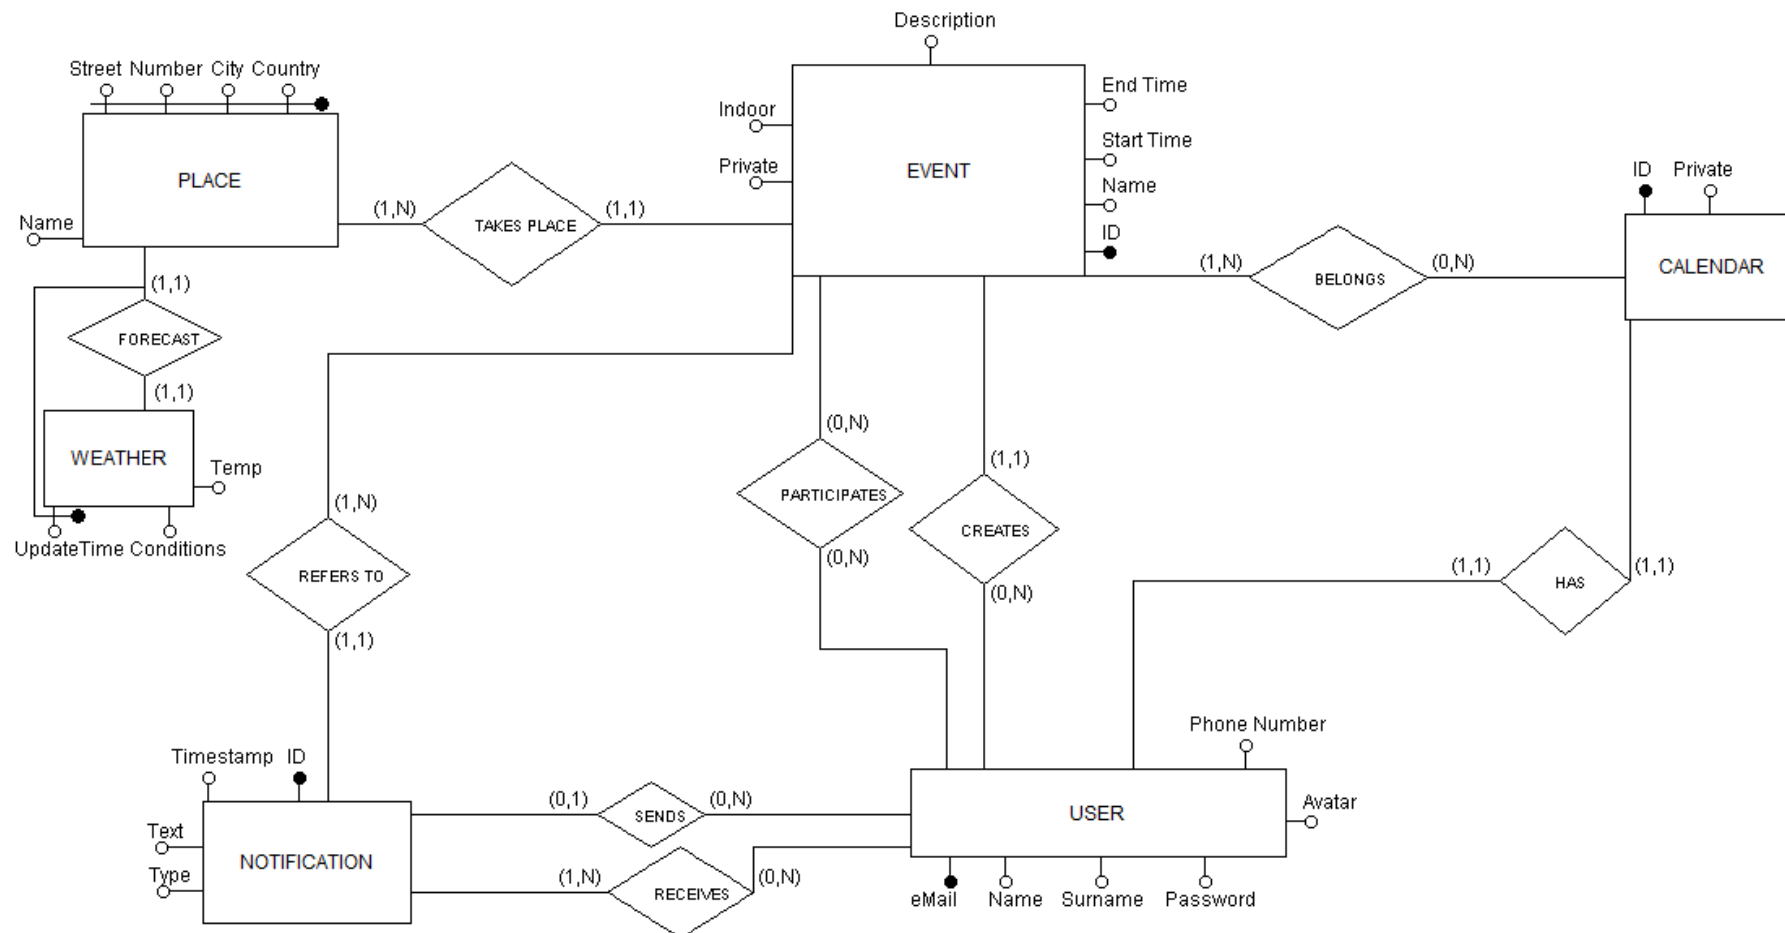 Description
Street Number City Country
End Time
Indoor
Start Time
Private
ID Private
PLACE
EVENT
Name
(1,N) TAKES PLACE (1,1)
Name
ID
(1,N) BELONGS (0,N)
CALENDAR
(1,1)
FORECAST
(1,1)
WEATHER
Temp
UpdateTime Conditions
(0,N)
PARTICIPATES
(0,N)
(1,1)
CREATES
(0,N)
(1,N)
REFERS TO
(1,1)
(1,1) HAS (1,1)
Phone Number
Timestamp ID
(0,1) SENDS (0,N)
USER
Avatar
Text
NOTIFICATION
Type
(1,N) RECEIVES (0,N)
eMail Name Surname Password